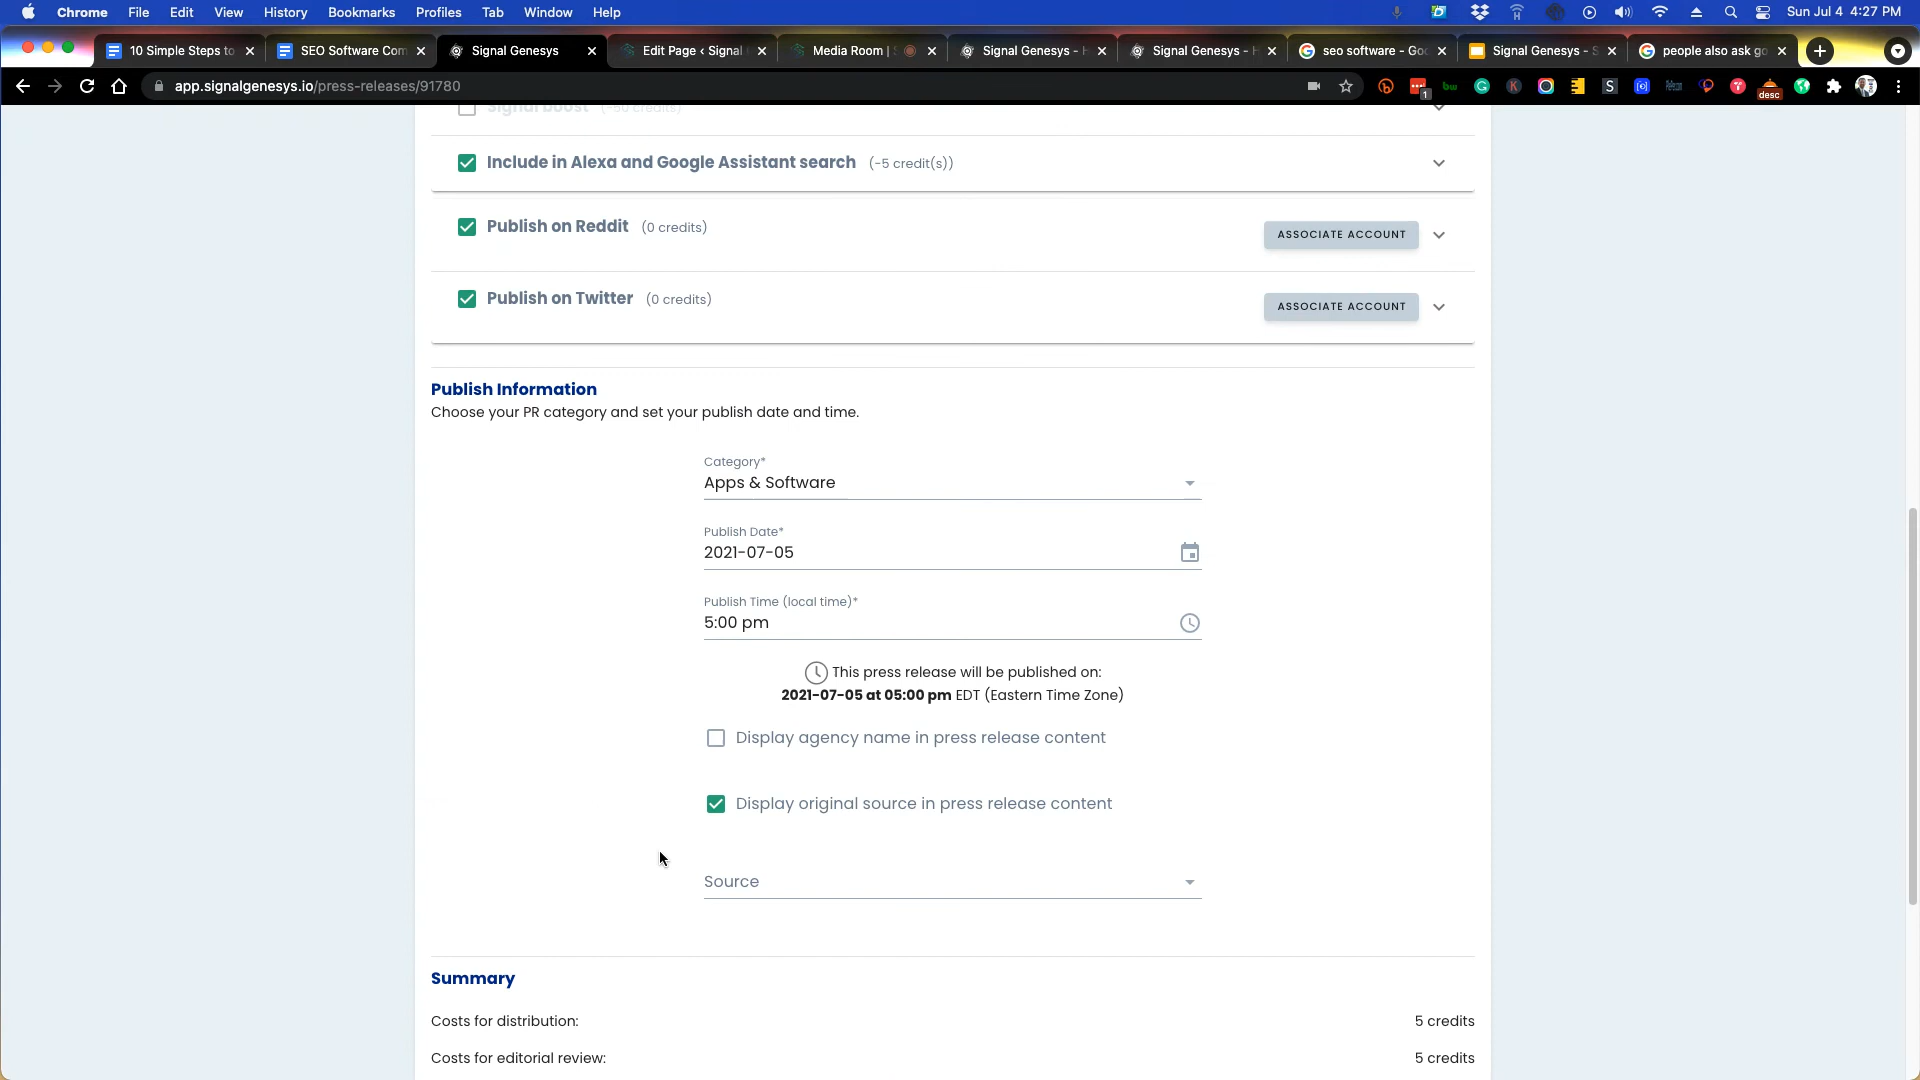 Chrome File Edit View History Bookmarks Profiles Tab Window Help Sun Jul 4 4:27 PM
10 Simple Steps to SEO Software Com Signal Genesys Edit Page ‹ Signal Media Room | S Signal Genesys - H Signal Genesys - H seo software - Goo Signal Genesys - S people also ask go
app.signalgenesys.io/press-releases/91780
Signal boost (-50 credits)
Include in Alexa and Google Assistant search (-5 credit(s))
Publish on Reddit (0 credits) ASSOCIATE ACCOUNT
Publish on Twitter (0 credits) ASSOCIATE ACCOUNT
Publish Information
Choose your PR category and set your publish date and time.
Category*
Apps & Software
Publish Date*
2021-07-05
Publish Time (local time)*
5:00 pm
This press release will be published on:
2021-07-05 at 05:00 pm EDT (Eastern Time Zone)
Display agency name in press release content
Display original source in press release content
Source
Summary
Costs for distribution: 5 credits
Costs for editorial review: 5 credits